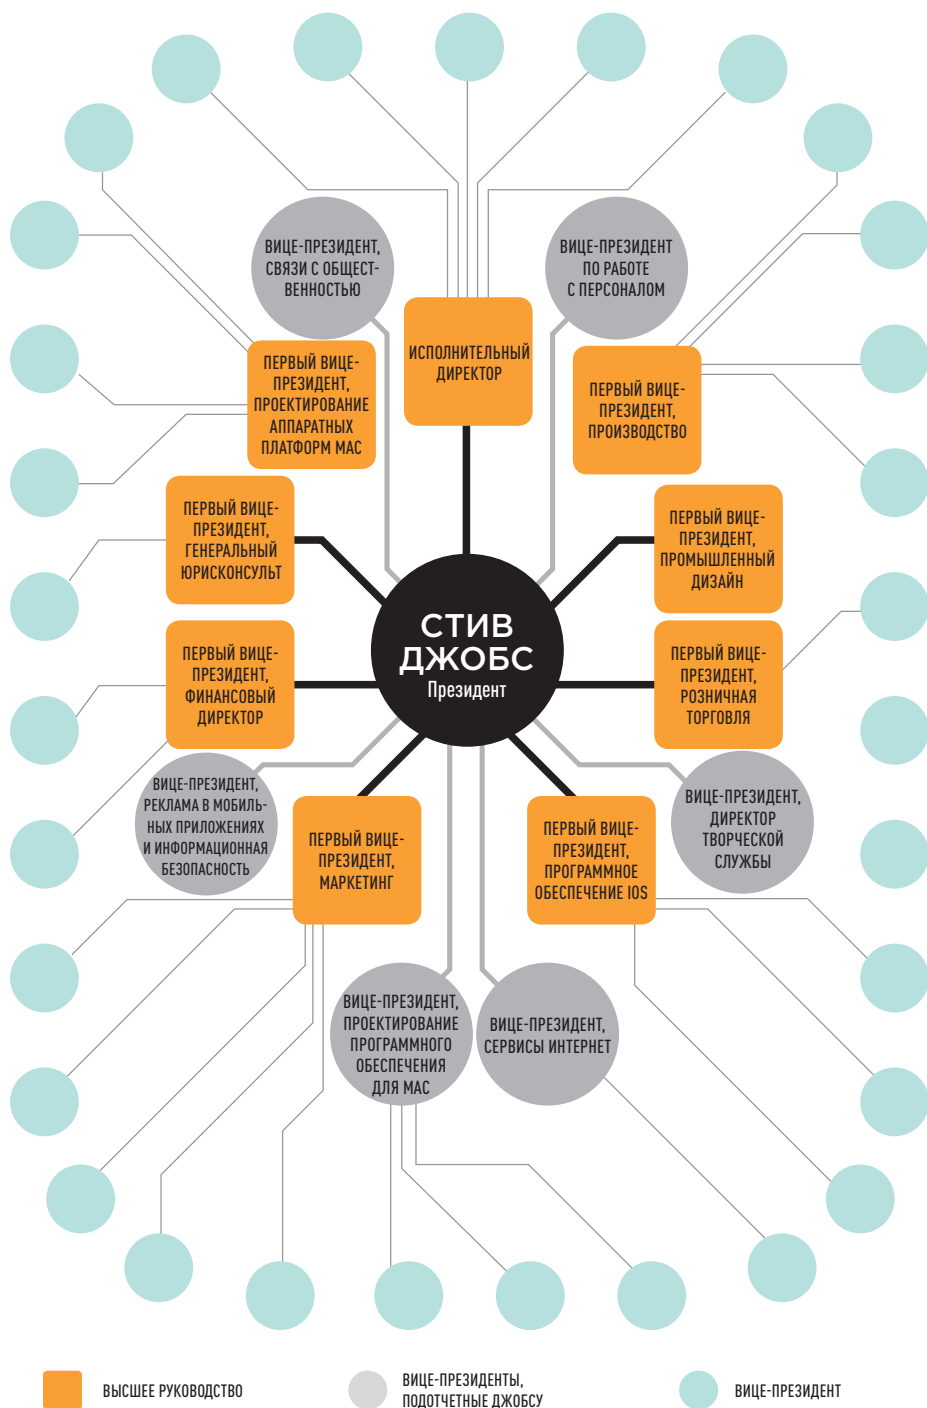 ВИЦЕ-ПРЕЗИДЕНТ,
СВЯЗИ С ОБЩЕСТ-
ВЕННОСТЬЮ
ВИЦЕ-ПРЕЗИДЕНТ
ПО РАБОТЕ
С ПЕРСОНАЛОМ
ИСПОЛНИТЕЛЬНЫЙ
ДИРЕКТОР
ПЕРВЫЙ ВИЦЕ-
ПРЕЗИДЕНТ,
ПРОЕКТИРОВАНИЕ
АППАРАТНЫХ
ПЛАТФОРМ MAC
ПЕРВЫЙ ВИЦЕ-
ПРЕЗИДЕНТ,
ПРОИЗВОДСТВО
ПЕРВЫЙ ВИЦЕ-
ПРЕЗИДЕНТ,
ГЕНЕРАЛЬНЫЙ
ЮРИСКОНСУЛЬТ
ПЕРВЫЙ ВИЦЕ-
ПРЕЗИДЕНТ,
ПРОМЫШЛЕННЫЙ
ДИЗАЙН
СТИВ
ДЖОБС
Президент
ПЕРВЫЙ ВИЦЕ-
ПРЕЗИДЕНТ,
ФИНАНСОВЫЙ
ДИРЕКТОР
ПЕРВЫЙ ВИЦЕ-
ПРЕЗИДЕНТ,
РОЗНИЧНАЯ
ТОРГОВЛЯ
ВИЦЕ-ПРЕЗИДЕНТ,
РЕКЛАМА В МОБИЛЬ-
НЫХ ПРИЛОЖЕНИЯХ
И ИНФОРМАЦИОННАЯ
БЕЗОПАСНОСТЬ
ПЕРВЫЙ ВИЦЕ-
ПРЕЗИДЕНТ,
МАРКЕТИНГ
ПЕРВЫЙ ВИЦЕ-
ПРЕЗИДЕНТ,
ПРОГРАММНОЕ
ОБЕСПЕЧЕНИЕ IOS
ВИЦЕ-ПРЕЗИДЕНТ,
ДИРЕКТОР
ТВОРЧЕСКОЙ
СЛУЖБЫ
ВИЦЕ-ПРЕЗИДЕНТ,
ПРОЕКТИРОВАНИЕ
ПРОГРАММНОГО
ОБЕСПЕЧЕНИЯ
ДЛЯ MAC
ВИЦЕ-ПРЕЗИДЕНТ,
СЕРВИСЫ ИНТЕРНЕТ
ВЫСШЕЕ РУКОВОДСТВО
ВИЦЕ-ПРЕЗИДЕНТЫ,
ПОДОТЧЕТНЫЕ ДЖОБСУ
ВИЦЕ-ПРЕЗИДЕНТ